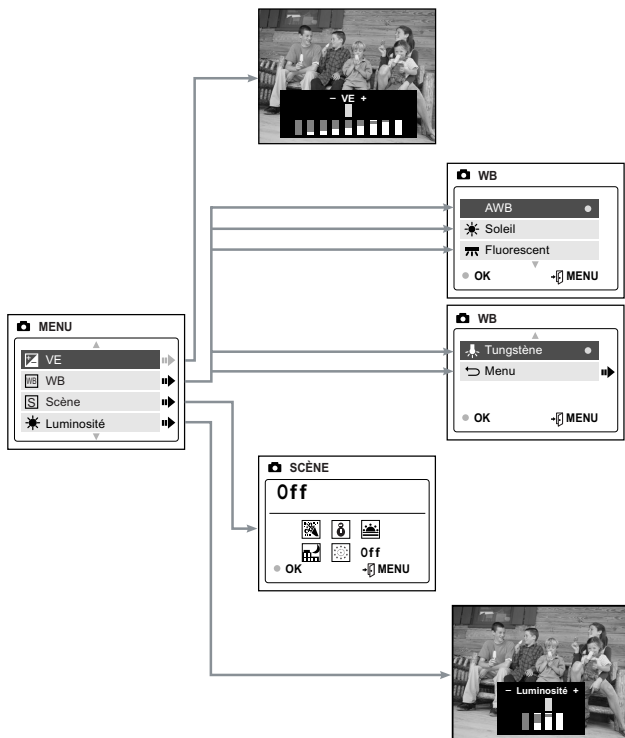 − VE +
WB
AWB
Soleil
Fluorescent
OK MENU
WB
Tungstène
Menu
OK MENU
MENU
VE
WB WB
S Scène
Luminosité
SCÈNE
Off
Off
OK MENU
− Luminosité +